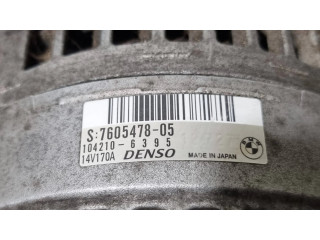 S:7605478-05
104210-6395
14V170A DENSO MADE IN JAPAN